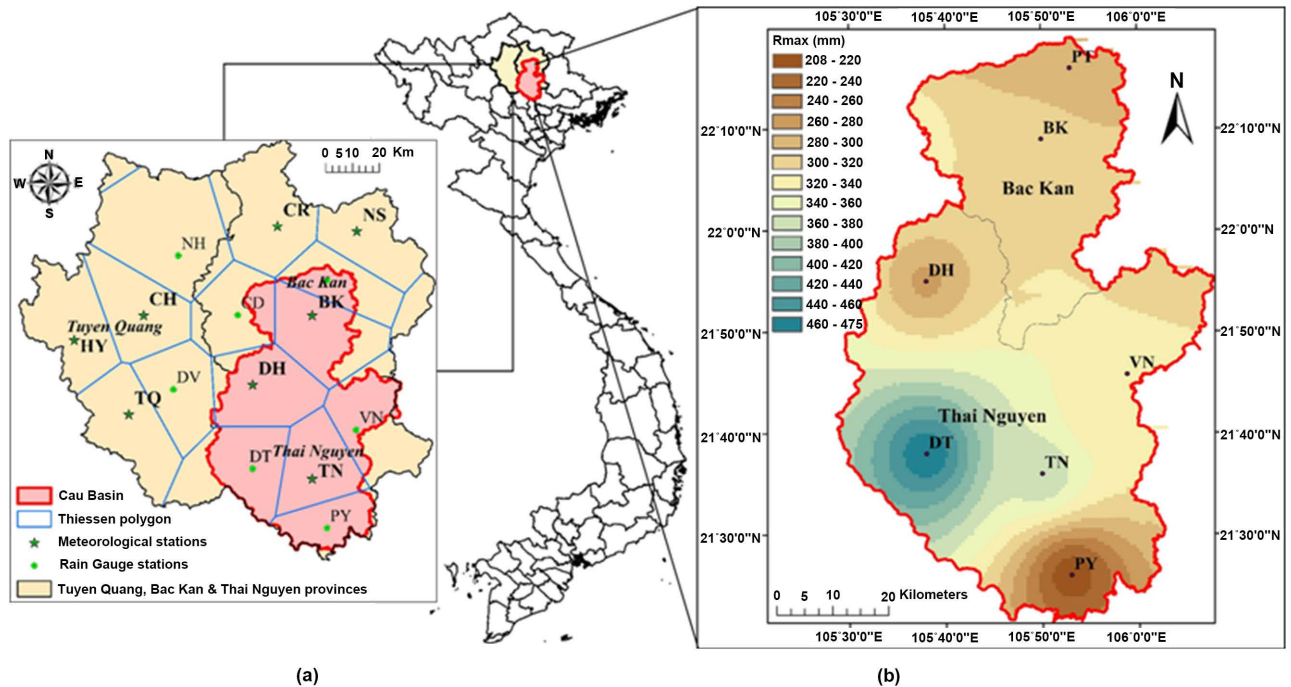 N
W
E
S
0 5 10 20 Km
CR
NS
NH
Bac Kan
BK
CH
CD
Tuyen Quang
HY
DH
DV
TQ
VN
DT
Thai Nguyen
TN
PY
Cau Basin
Thiessen polygon
Meteorological stations
Rain Gauge stations
Tuyen Quang, Bac Kan & Thai Nguyen provinces
(a)
105°30'0"E 105°40'0"E 105°50'0"E 106°0'0"E
Rmax (mm)
208 - 220
220 - 240
240 - 260
260 - 280
280 - 300
300 - 320
320 - 340
340 - 360
360 - 380
380 - 400
400 - 420
420 - 440
440 - 460
460 - 475
N
PT
BK
Bac Kan
DH
VN
Thai Nguyen
DT
TN
PY
22°10'0"N 22°10'0"N
22°0'0"N 22°0'0"N
21°50'0"N 21°50'0"N
21°40'0"N 21°40'0"N
21°30'0"N 21°30'0"N
0 5 10 20 Kilometers
105°30'0"E 105°40'0"E 105°50'0"E 106°0'0"E
(b)